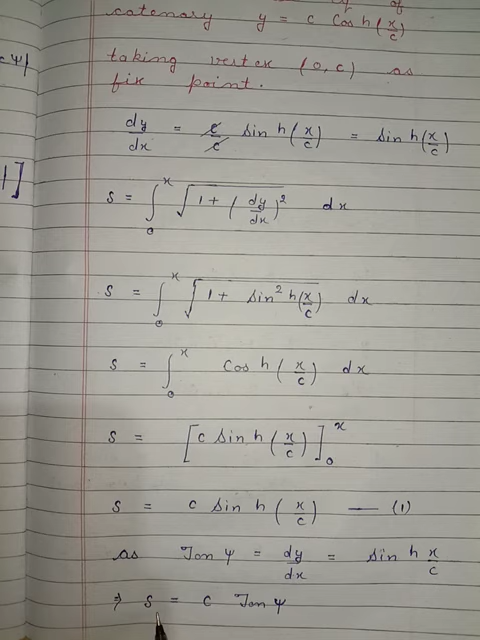 of
catenary y = c Cos h(x/c)
taking vertex (0, c) as
fix point.
dy/dx = c/c Sin h(x/c) = Sin h(x/c)
S = ∫₀ˣ √(1 + (dy/dx)²) dx
S = ∫₀ˣ √(1 + Sin² h(x/c)) dx
S = ∫₀ˣ Cos h (x/c) dx
S = [c Sin h (x/c)]₀ˣ
S = c Sin h (x/c) — (1)
as Tan ψ = dy/dx = Sin h x/c
⇒ S = c Tan ψ